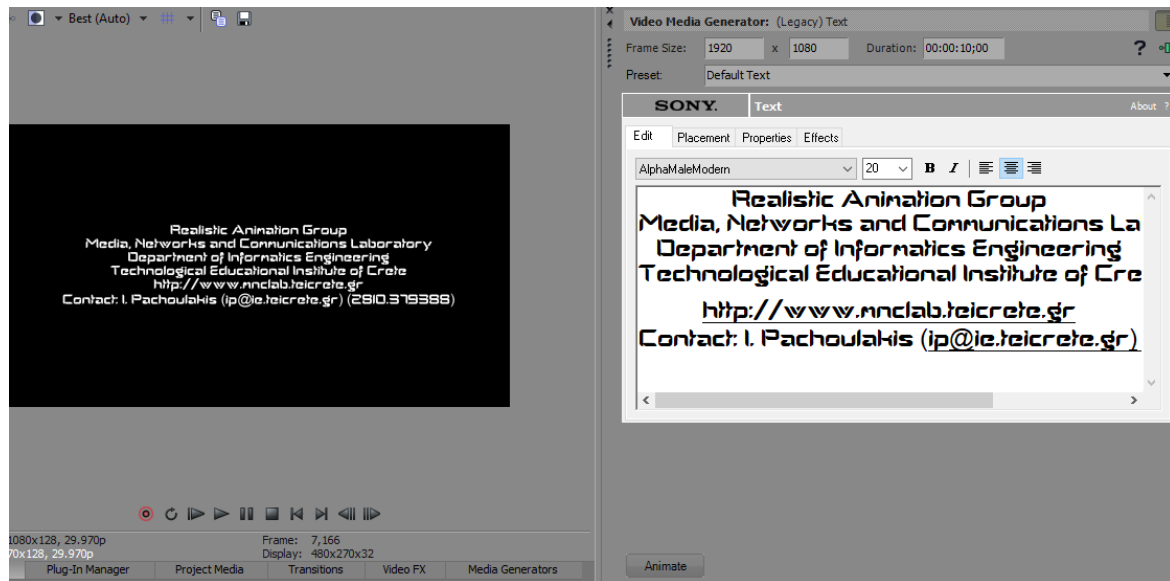 Best (Auto)
Realistic Animation Group
Media, Networks and Communications Laboratory
Department of Informatics Engineering
Technological Educational Institute of Crete
http://www.mnclab.teicrete.gr
Contact: I. Pachoulakis (ip@ie.teicrete.gr) (2810.379388)
1080x128, 29.970p
Frame: 7,166
70x128, 29.970p
Display: 480x270x32
Plug-In Manager Project Media Transitions Video FX Media Generators
Video Media Generator: (Legacy) Text
Frame Size: 1920 x 1080 Duration: 00:00:10;00
?
Preset: Default Text
SONY. Text About ?
Edit Placement Properties Effects
AlphaMaleModern 20 B I
Realistic Animation Group
Media, Networks and Communications La
Department of Informatics Engineering
Technological Educational Institute of Cre
http://www.mnclab.teicrete.gr
Contact: I. Pachoulakis (ip@ie.teicrete.gr)
Animate